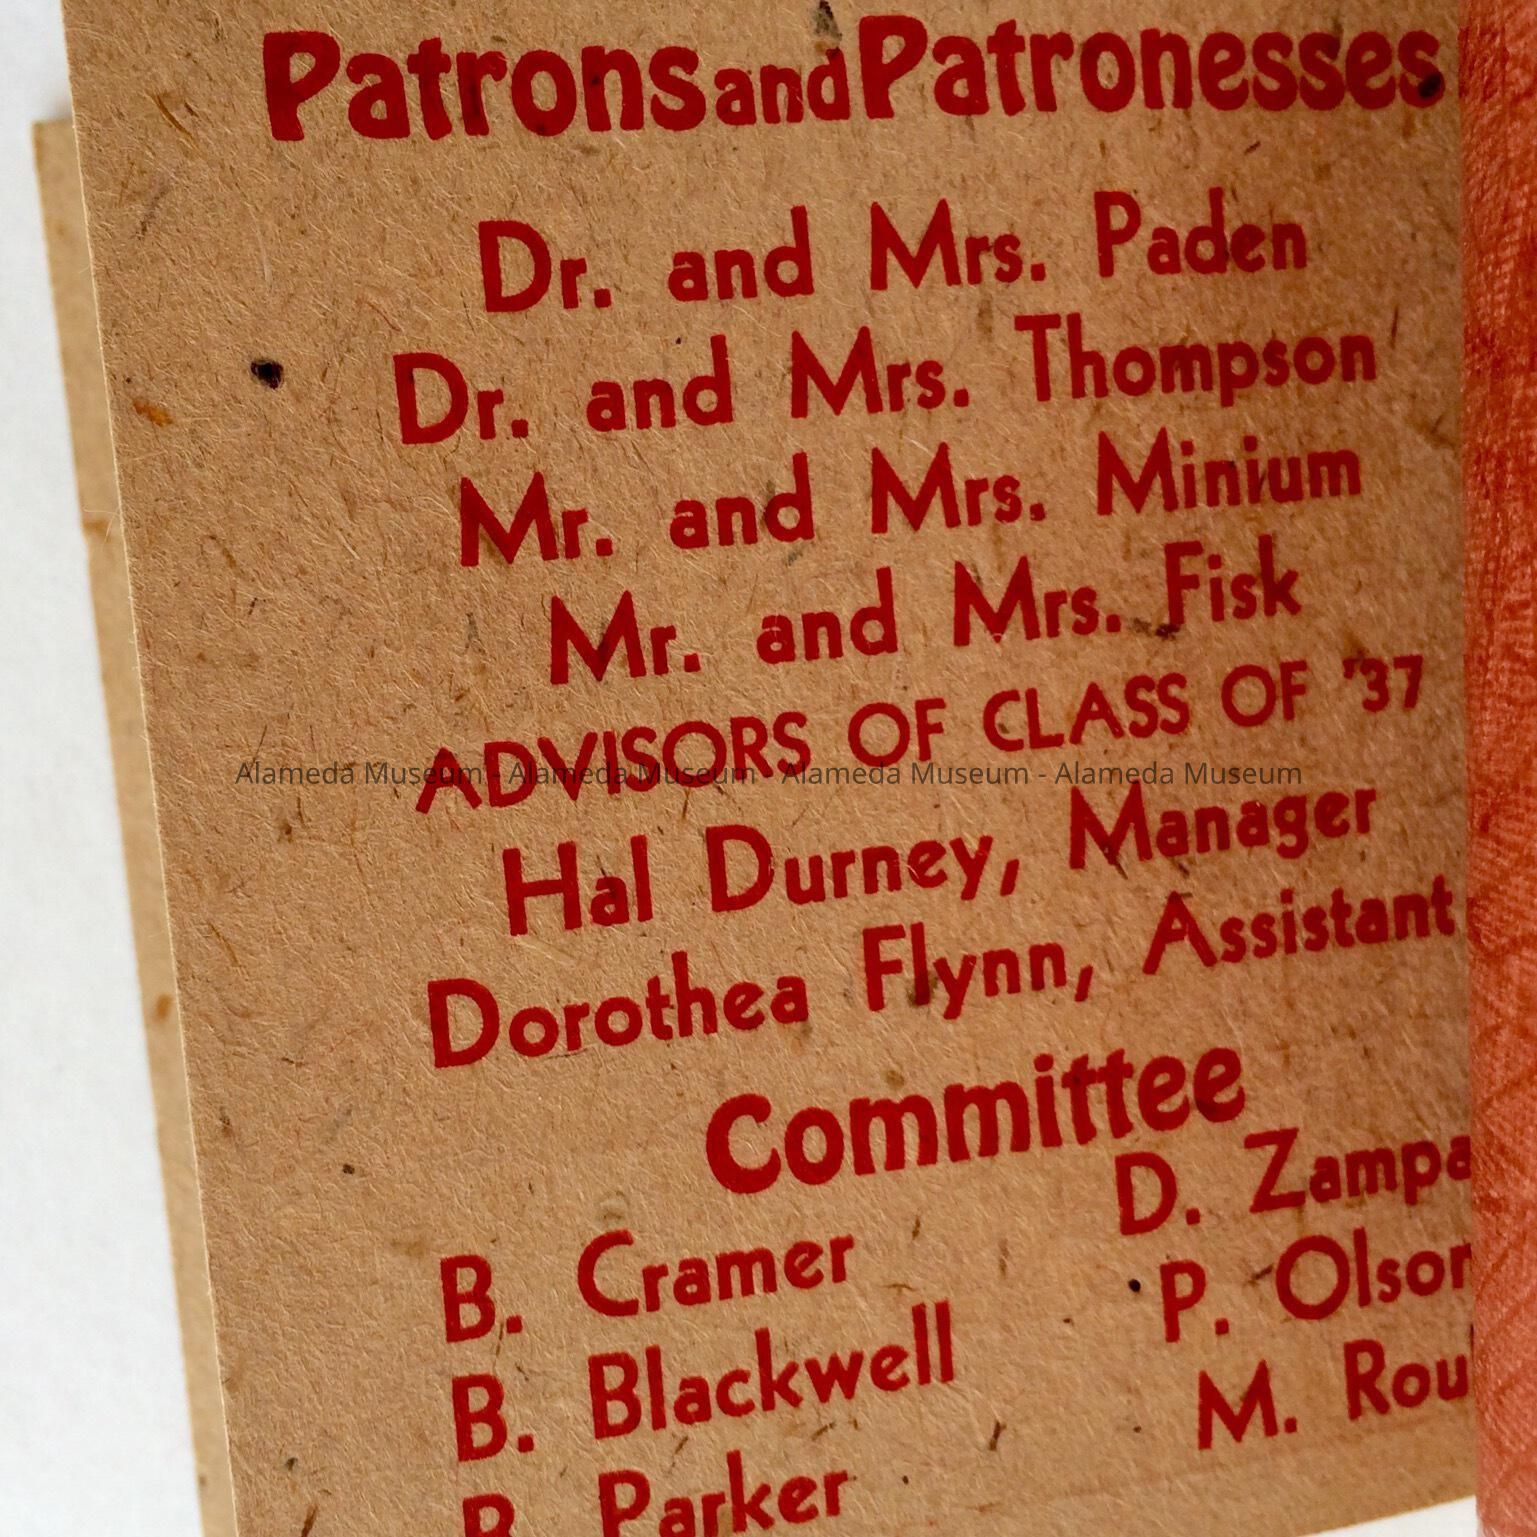 Patrons and Patronesses
Dr. and Mrs. Paden
Dr. and Mrs. Thompson
Mr. and Mrs. Minium
Mr. and Mrs. Fisk
ADVISORS OF CLASS OF '37
Alameda Museum - Alameda Museum - Alameda Museum - Alameda Museum
Hal Durney, Manager
Dorothea Flynn, Assistant
Committee
B. Cramer
B. Blackwell
Parker
D. Zampa
P. Olson
M.